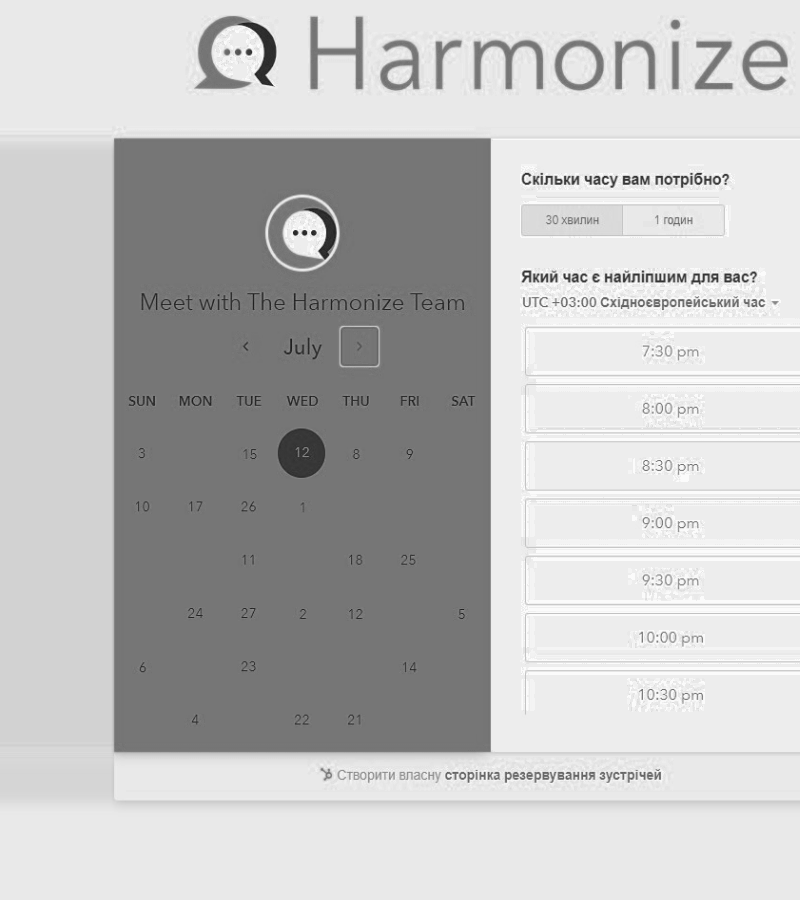 Harmonize
Meet with The Harmonize Team
July
SUN MON TUE WED THU FRI SAT
3 15 12 8 9
10 17 26 1
11 18 25
24 27 2 12 5
6 23 14
4 22 21
Скільки часу вам потрібно?
30 хвилин 1 годин
Який час є найліпшим для вас?
UTC +03:00 Східноєвропейський час
7:30 pm
8:00 pm
8:30 pm
9:00 pm
9:30 pm
10:00 pm
10:30 pm
Створити власну сторінка резервування зустрічей